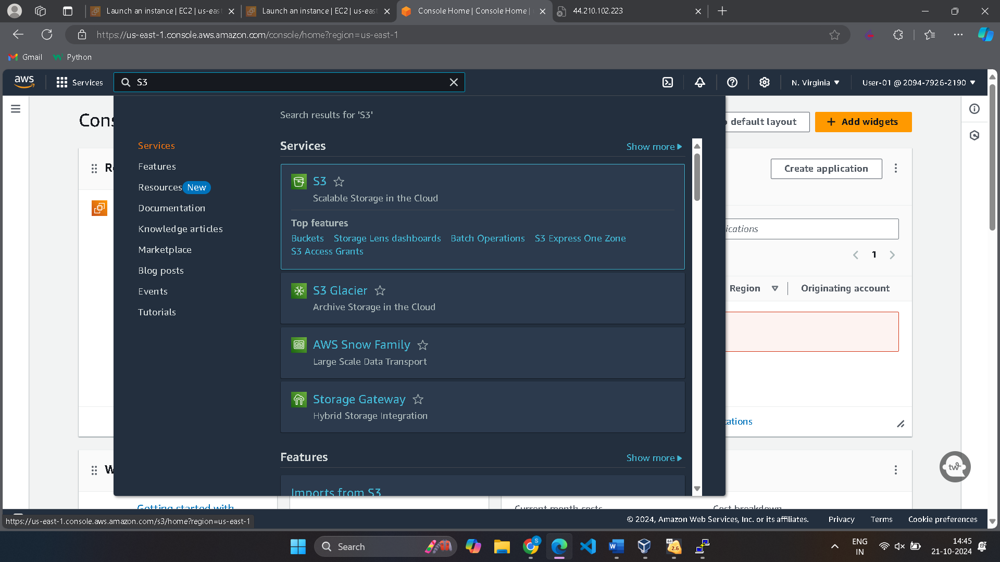 Launch an instance | EC2 | us-east
Launch an instance | EC2 | us-east
Console Home | Console Home |
44.210.102.223
https://us-east-1.console.aws.amazon.com/console/home?region=us-east-1
Gmail
Python
aws
Services
S3
N. Virginia
User-01 @ 2094-7926-2190
Cons
Search results for 'S3'
default layout
+ Add widgets
Services
Features
Resources New
Documentation
Knowledge articles
Marketplace
Blog posts
Events
Tutorials
Services
Show more
S3
Scalable Storage in the Cloud
Top features
Buckets Storage Lens dashboards Batch Operations S3 Express One Zone
S3 Access Grants
S3 Glacier
Archive Storage in the Cloud
AWS Snow Family
Large Scale Data Transport
Storage Gateway
Hybrid Storage Integration
Features
Show more
Imports from S3
Create application
ications
1
Region
Originating account
cations
W
Getting started with
Current month costs
Cost breakdown
tw
https://us-east-1.console.aws.amazon.com/s3/home?region=us-east-1
© 2024, Amazon Web Services, Inc. or its affiliates.
Privacy
Terms
Cookie preferences
Search
S
W
64
2.6
ENG
IN
14:45
21-10-2024